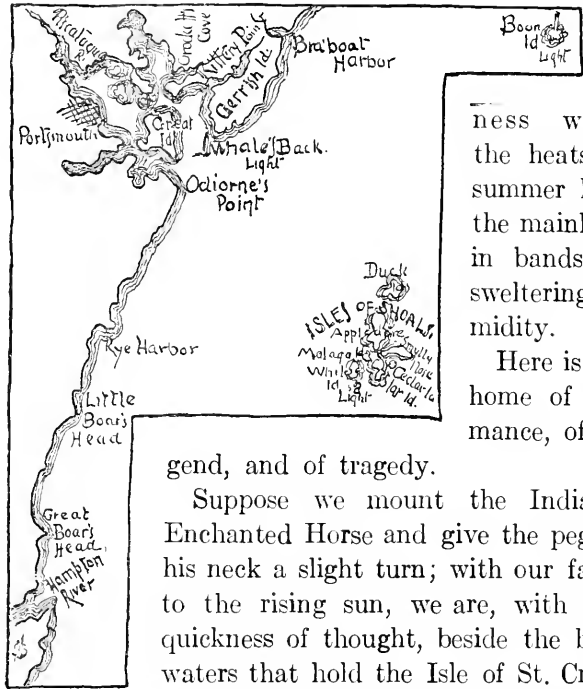 Piscataqua
R.
Cove
Kittery Point
Bra'boat
Harbor
Gerrish Id.
Portsmouth
Great
Id.
Whale's Back
Light
Odiorne's
Point
Boon
Id.
Light
Duck
ISLES OF SHOALS
Appledore
Smutty
Nose
Malaga
Cedar Id.
White
Id.
Light
Star Id.
Rye Harbor
Little
Boar's
Head
Great
Boar's
Head
Hampton
River
ness w
the heats
summer
the mainl
in bands
sweltering
midity.
Here is
home of
mance, of
gend, and of tragedy.
Suppose we mount the Indi
Enchanted Horse and give the peg
his neck a slight turn; with our fa
to the rising sun, we are, with
quickness of thought, beside the b
waters that hold the Isle of St. Cr